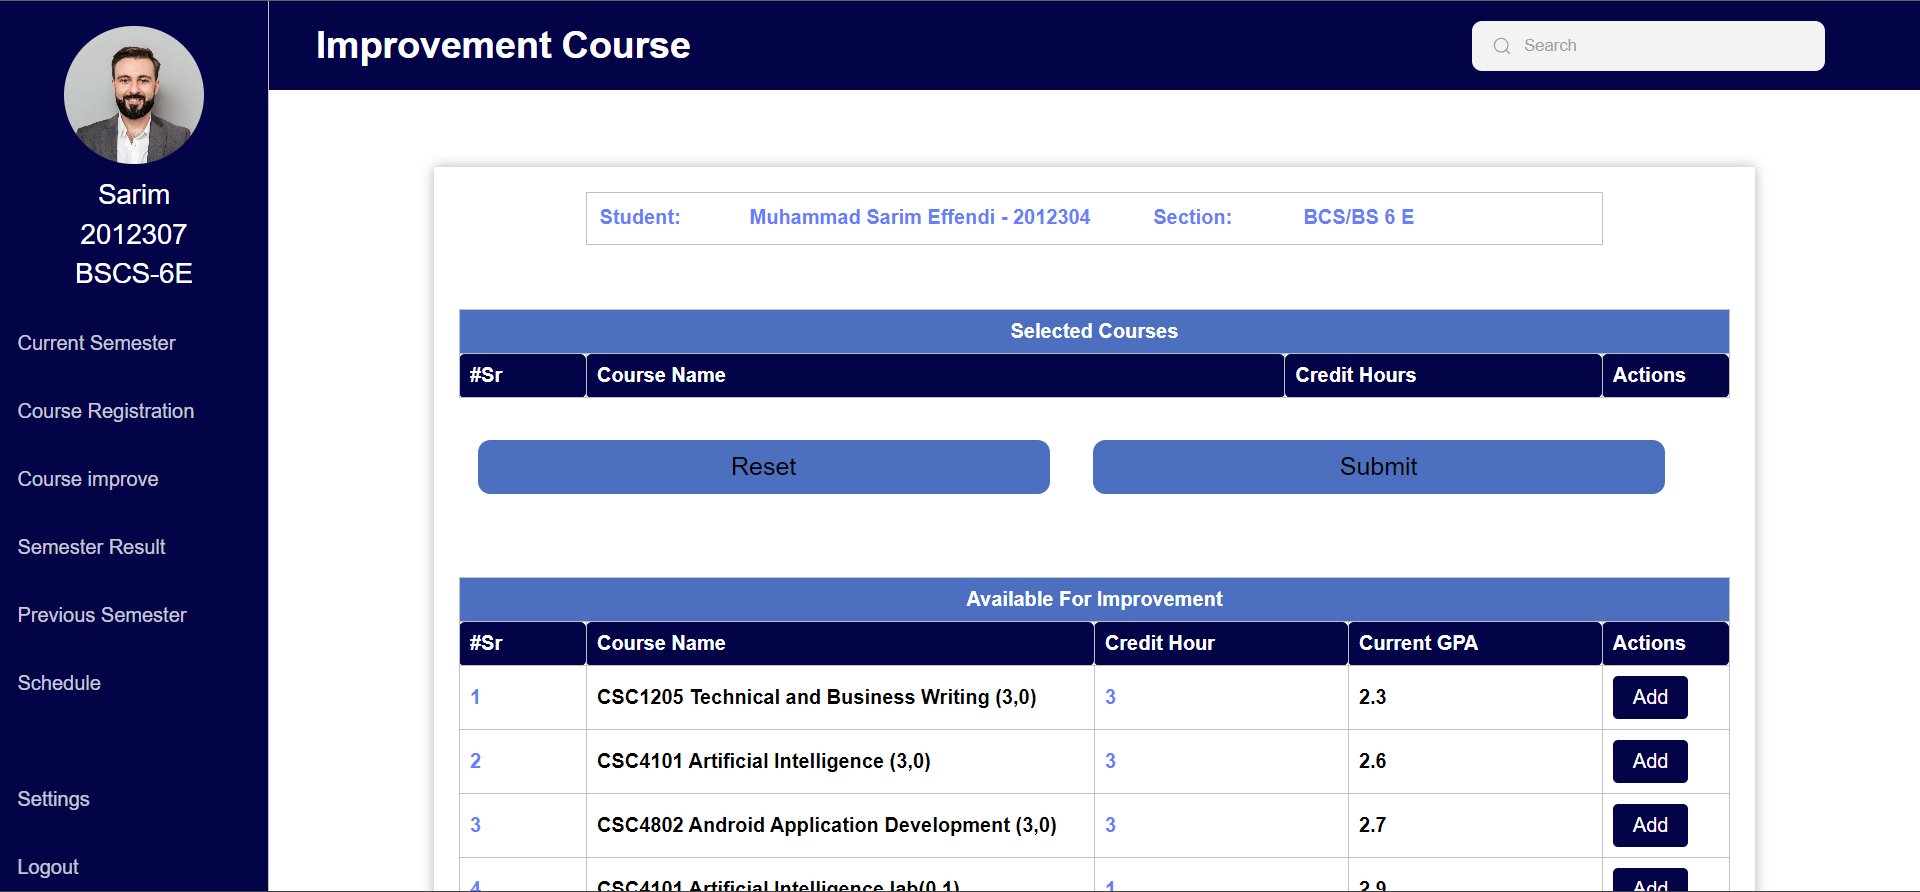 Improvement Course
Search
Sarim
2012307
BSCS-6E
Current Semester
Course Registration
Course improve
Semester Result
Previous Semester
Schedule
Settings
Logout
Student: Muhammad Sarim Effendi - 2012304 Section: BCS/BS 6 E
Selected Courses
#Sr Course Name Credit Hours Actions
Reset Submit
Available For Improvement
#Sr Course Name Credit Hour Current GPA Actions
1 CSC1205 Technical and Business Writing (3,0) 3 2.3 Add
2 CSC4101 Artificial Intelligence (3,0) 3 2.6 Add
3 CSC4802 Android Application Development (3,0) 3 2.7 Add
4 CSC4101 Artificial Intelligence lab(0,1) 1 2.9 Add